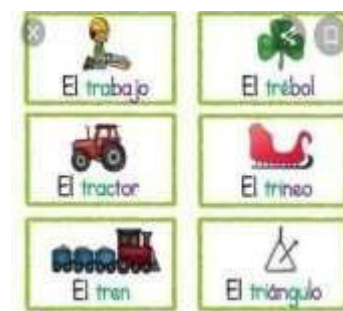 El trabajo
El trébol
El tractor
El trineo
El tren
El triángulo